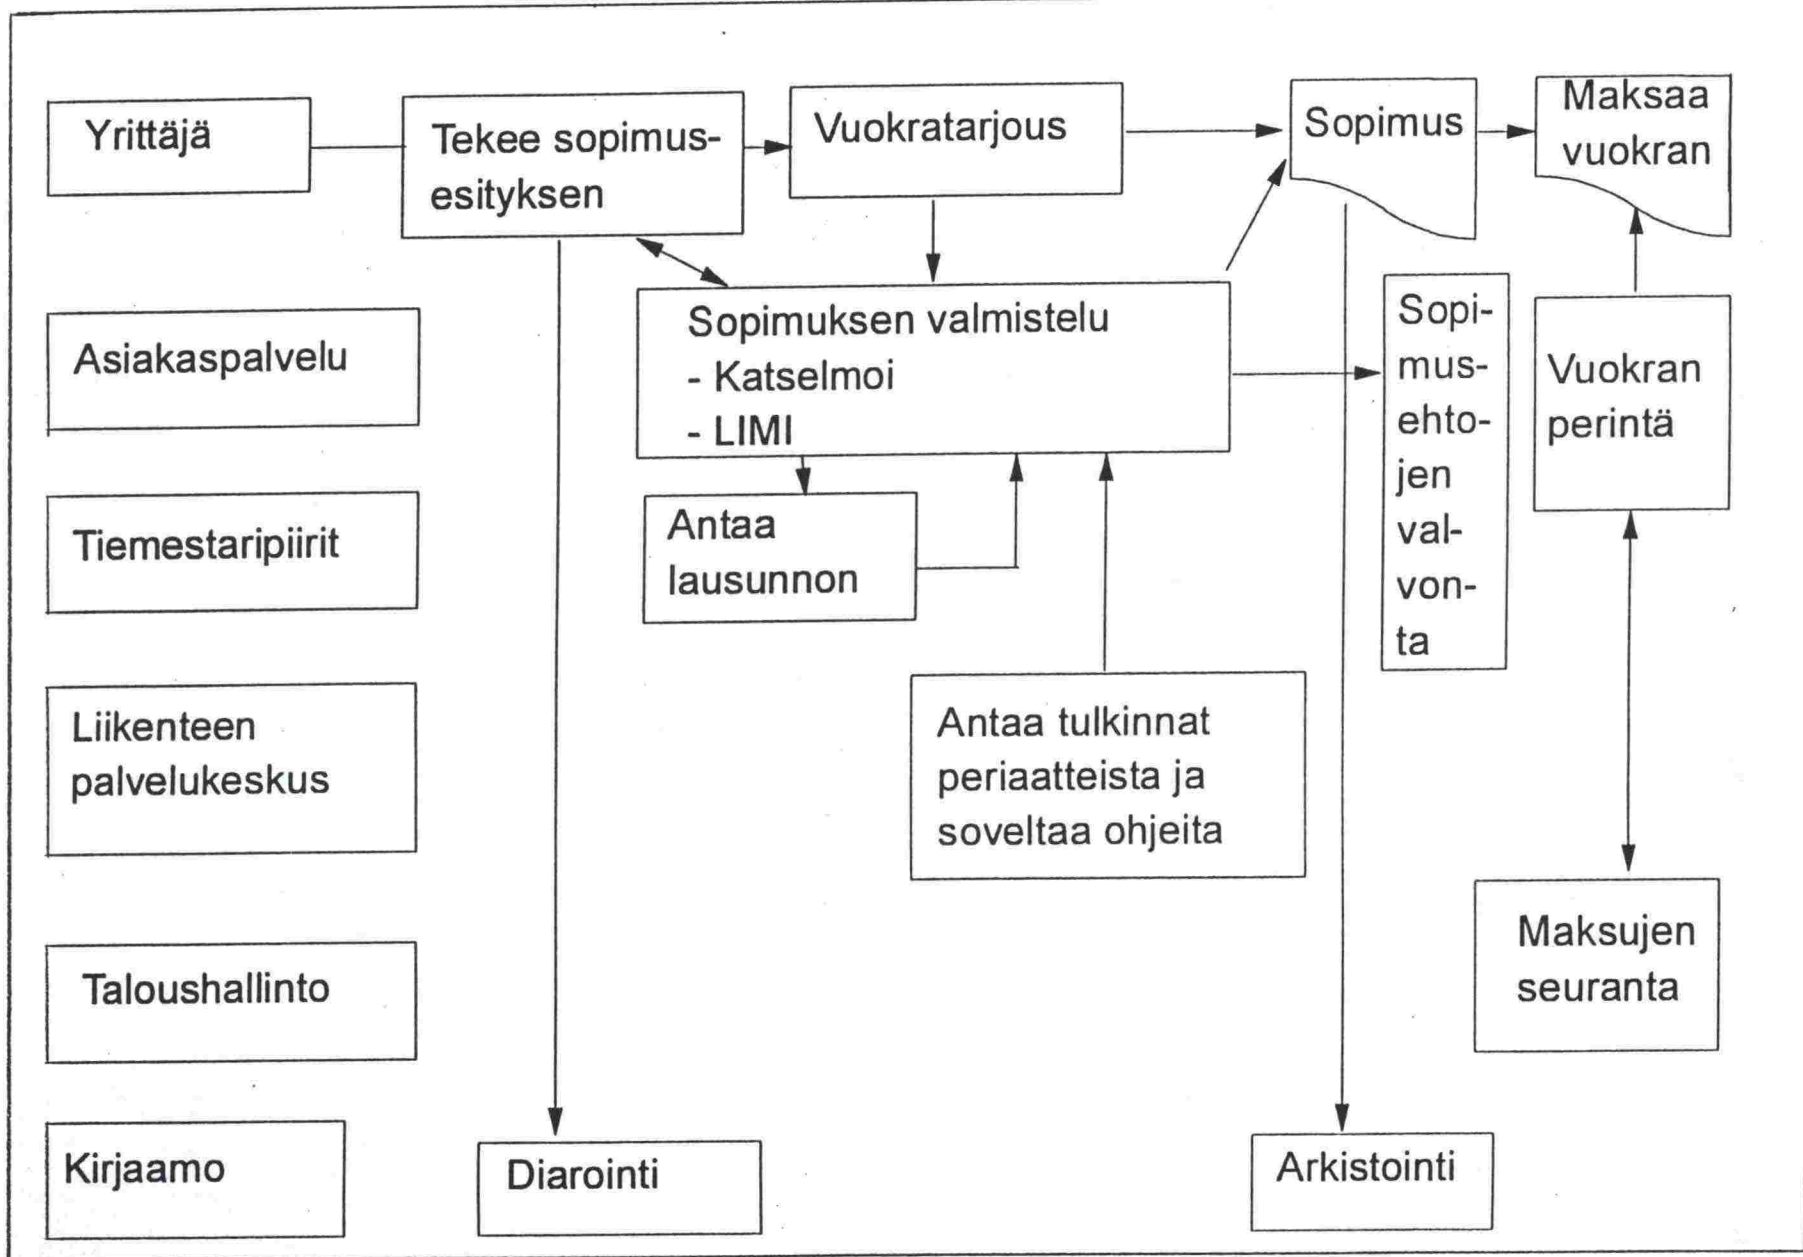 Yrittäjä
Tekee sopimus-
esityksen
Vuokratarjous
Sopimus
Maksaa
vuokran
Asiakaspalvelu
Sopimuksen valmistelu
- Katselmoi
- LIMI
Sopi-
mus-
ehto-
jen
val-
von-
ta
Vuokran
perintä
Tiemestaripiirit
Antaa
lausunnon
Liikenteen
palvelukeskus
Antaa tulkinnat
periaatteista ja
soveltaa ohjeita
Taloushallinto
Maksujen
seuranta
Kirjaamo
Diarointi
Arkistointi